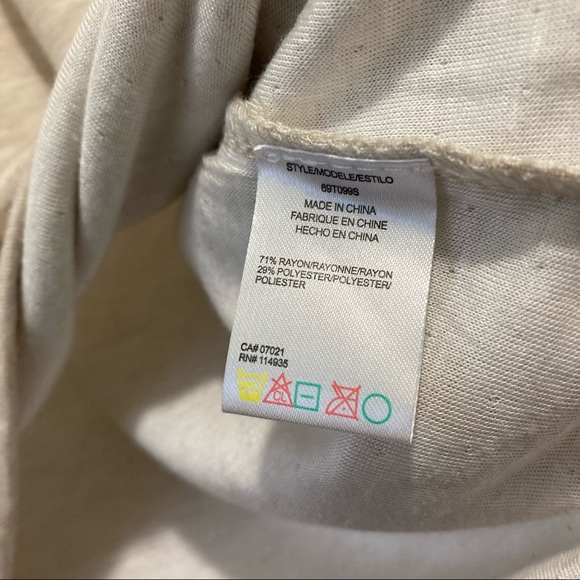 STYLE/MODELE/ESTILO
69T099S
MADE IN CHINA
FABRIQUE EN CHINE
HECHO EN CHINA
71% RAYON/RAYONNE/RAYON
29% POLYESTER/POLYESTER/
POLIESTER
CA# 07021
RN# 114935
CL